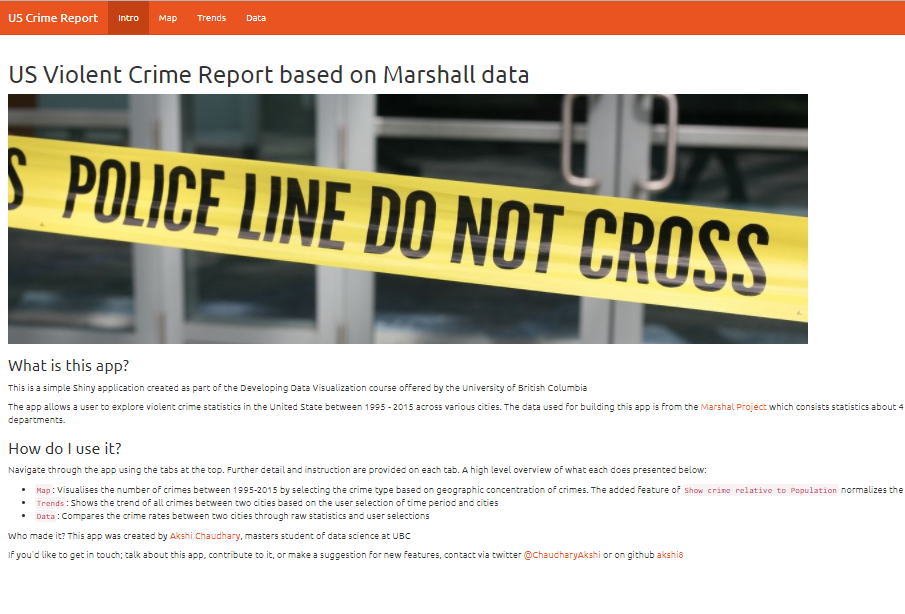 US Crime Report Intro Map Trends Data
US Violent Crime Report based on Marshall data
S POLICE LINE DO NOT CROSS
What is this app?
This is a simple Shiny application created as part of the Developing Data Visualization course offered by the University of British Columbia
The app allows a user to explore violent crime statistics in the United State between 1995 - 2015 across various cities. The data used for building this app is from the Marshal Project which consists statistics about 4
departments.
How do I use it?
Navigate through the app using the tabs at the top. Further detail and instruction are provided on each tab. A high level overview of what each does presented below:
• Map: Visualises the number of crimes between 1995-2015 by selecting the crime type based on geographic concentration of crimes. The added feature of Show crime relative to Population normalizes the
• Trends: Shows the trend of all crimes between two cities based on the user selection of time period and cities
• Data: Compares the crime rates between two cities through raw statistics and user selections
Who made it? This app was created by Akshi Chaudhary, masters student of data science at UBC
If you'd like to get in touch; talk about this app, contribute to it, or make a suggestion for new features, contact via twitter @ChaudharyAkshi or on github akshi8